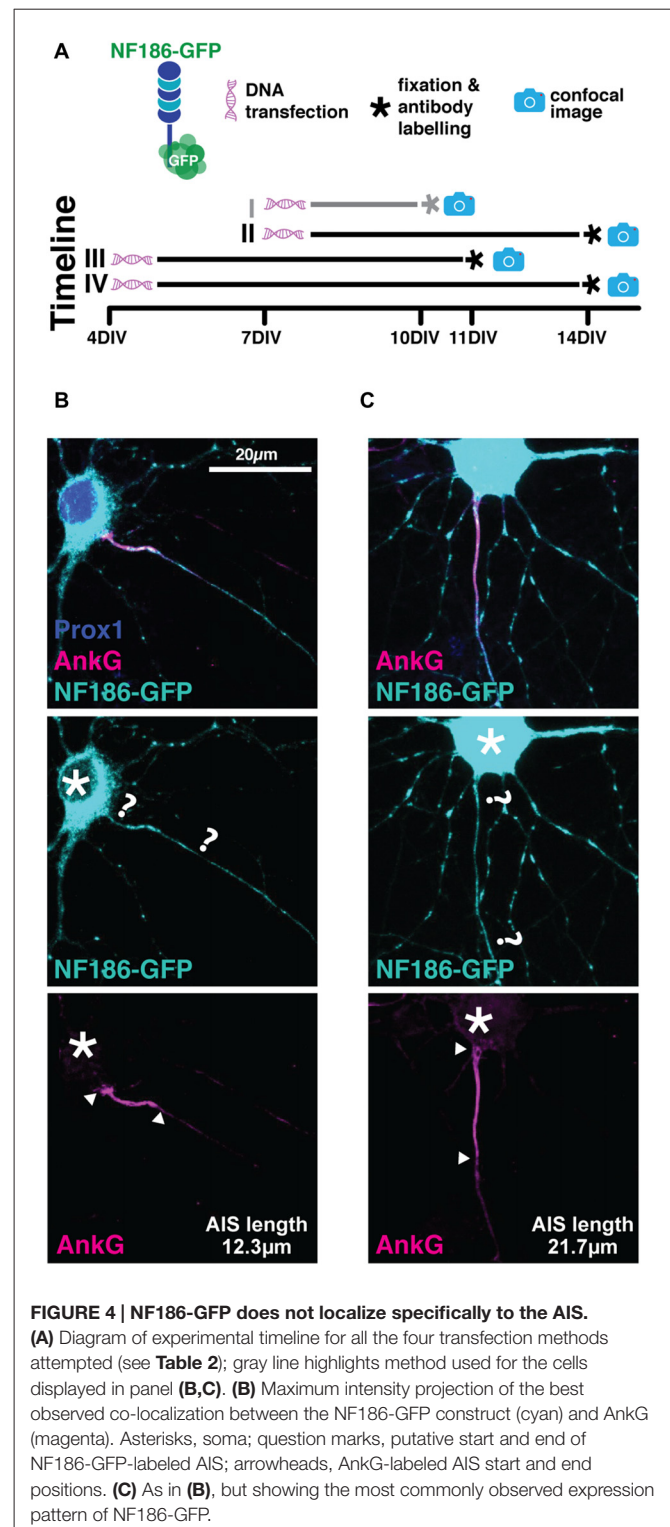 A
NF186-GFP
GFP
DNA
transfection
*
fixation &
antibody
labelling
confocal
image
Timeline
I
*
II
*
III
*
IV
*
4DIV
7DIV
10DIV
11DIV
14DIV
B
C
20μm
Prox1
AnkG
NF186-GFP
AnkG
NF186-GFP
*
?
?
NF186-GFP
*
?
?
NF186-GFP
*
AnkG
AIS length
12.3μm
*
AnkG
AIS length
21.7μm
FIGURE 4 | NF186-GFP does not localize specifically to the AIS.
(A) Diagram of experimental timeline for all the four transfection methods
attempted (see Table 2); gray line highlights method used for the cells
displayed in panel (B,C). (B) Maximum intensity projection of the best
observed co-localization between the NF186-GFP construct (cyan) and AnkG
(magenta). Asterisks, soma; question marks, putative start and end of
NF186-GFP-labeled AIS; arrowheads, AnkG-labeled AIS start and end
positions. (C) As in (B), but showing the most commonly observed expression
pattern of NF186-GFP.